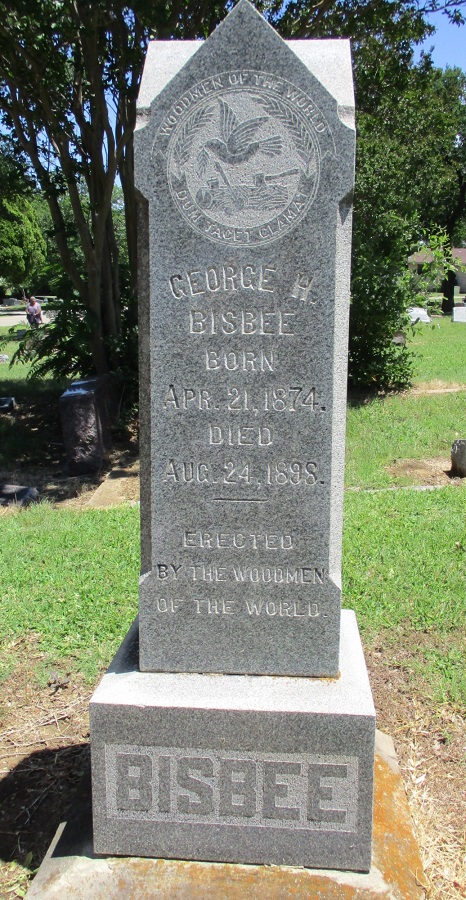 WOODMEN OF THE WORLD
DUM TACET CLAMAT
GEORGE H.
BISBEE
BORN
APR. 21, 1874.
DIED
AUG. 24, 1898.
ERECTED
BY THE WOODMEN
OF THE WORLD.
BISBEE